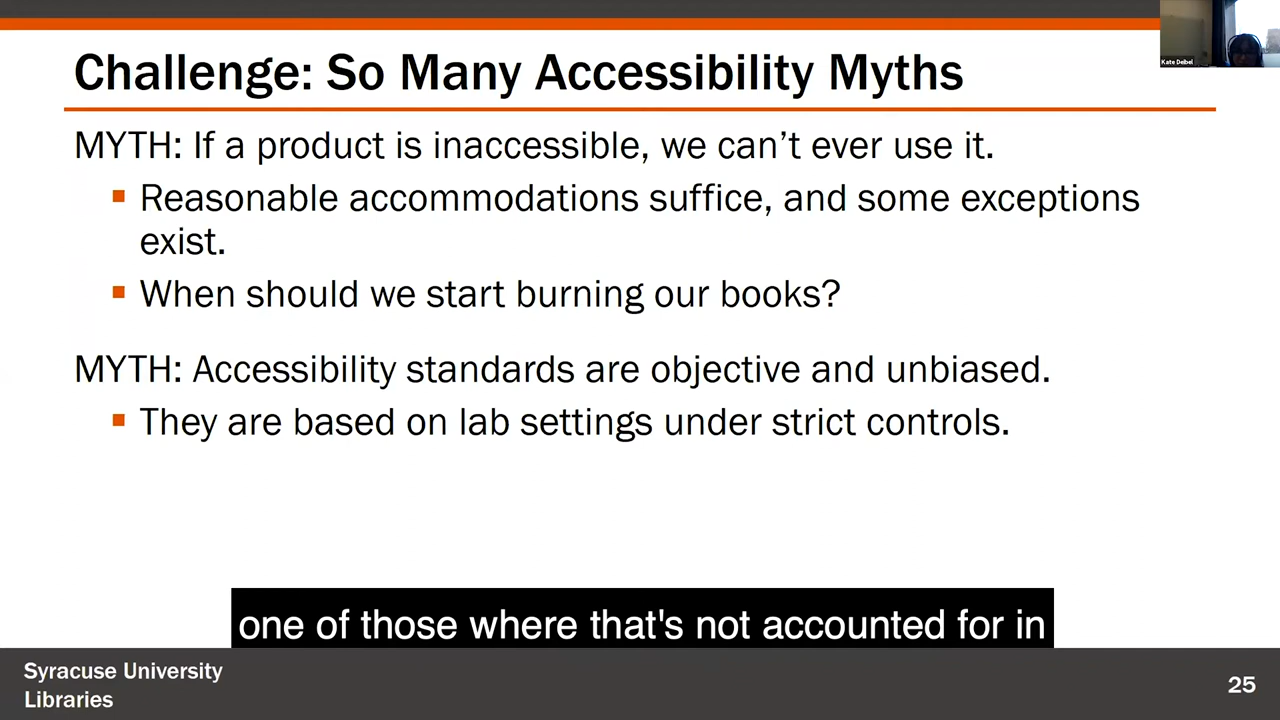 Challenge: So Many Accessibility Myths
Kate Deibel
MYTH: If a product is inaccessible, we can’t ever use it.
▪ Reasonable accommodations suffice, and some exceptions
exist.
▪ When should we start burning our books?
MYTH: Accessibility standards are objective and unbiased.
▪ They are based on lab settings under strict controls.
one of those where that's not accounted for in
Syracuse University
Libraries
25